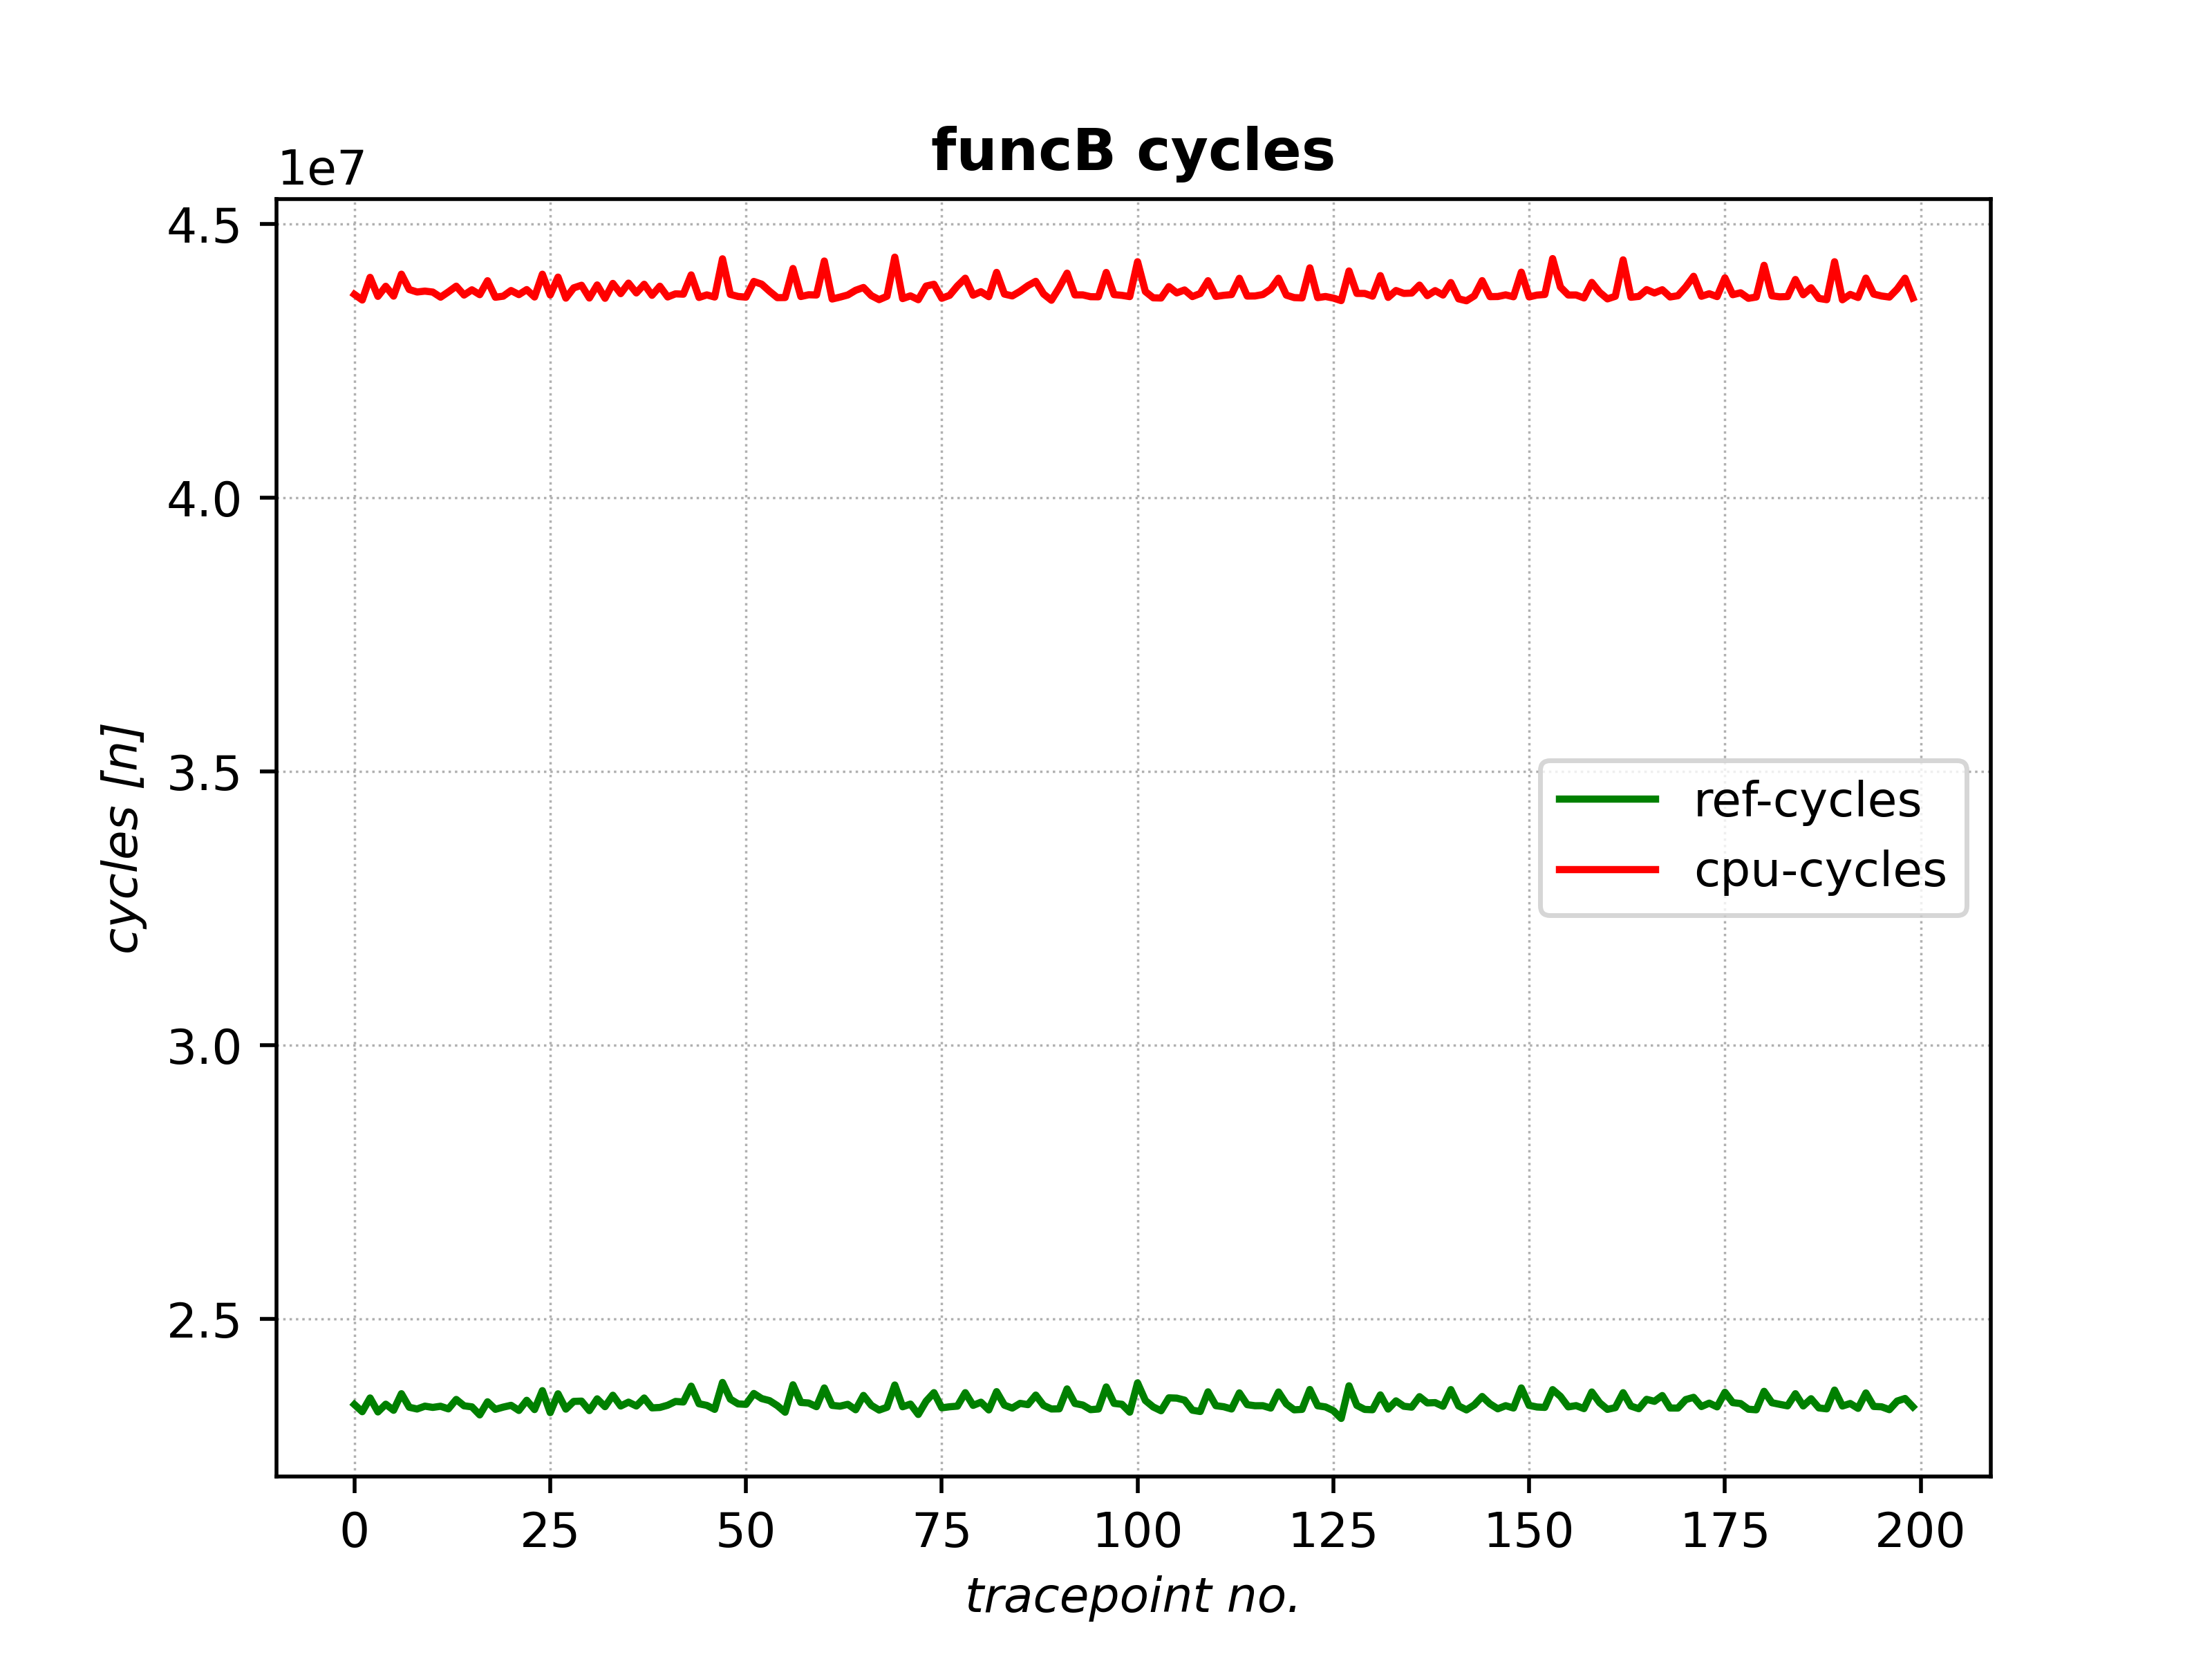 funcB cycles
1e7
4.5
4.0
3.5
3.0
2.5
cycles [n]
ref-cycles
cpu-cycles
0 25 50 75 100 125 150 175 200
tracepoint no.